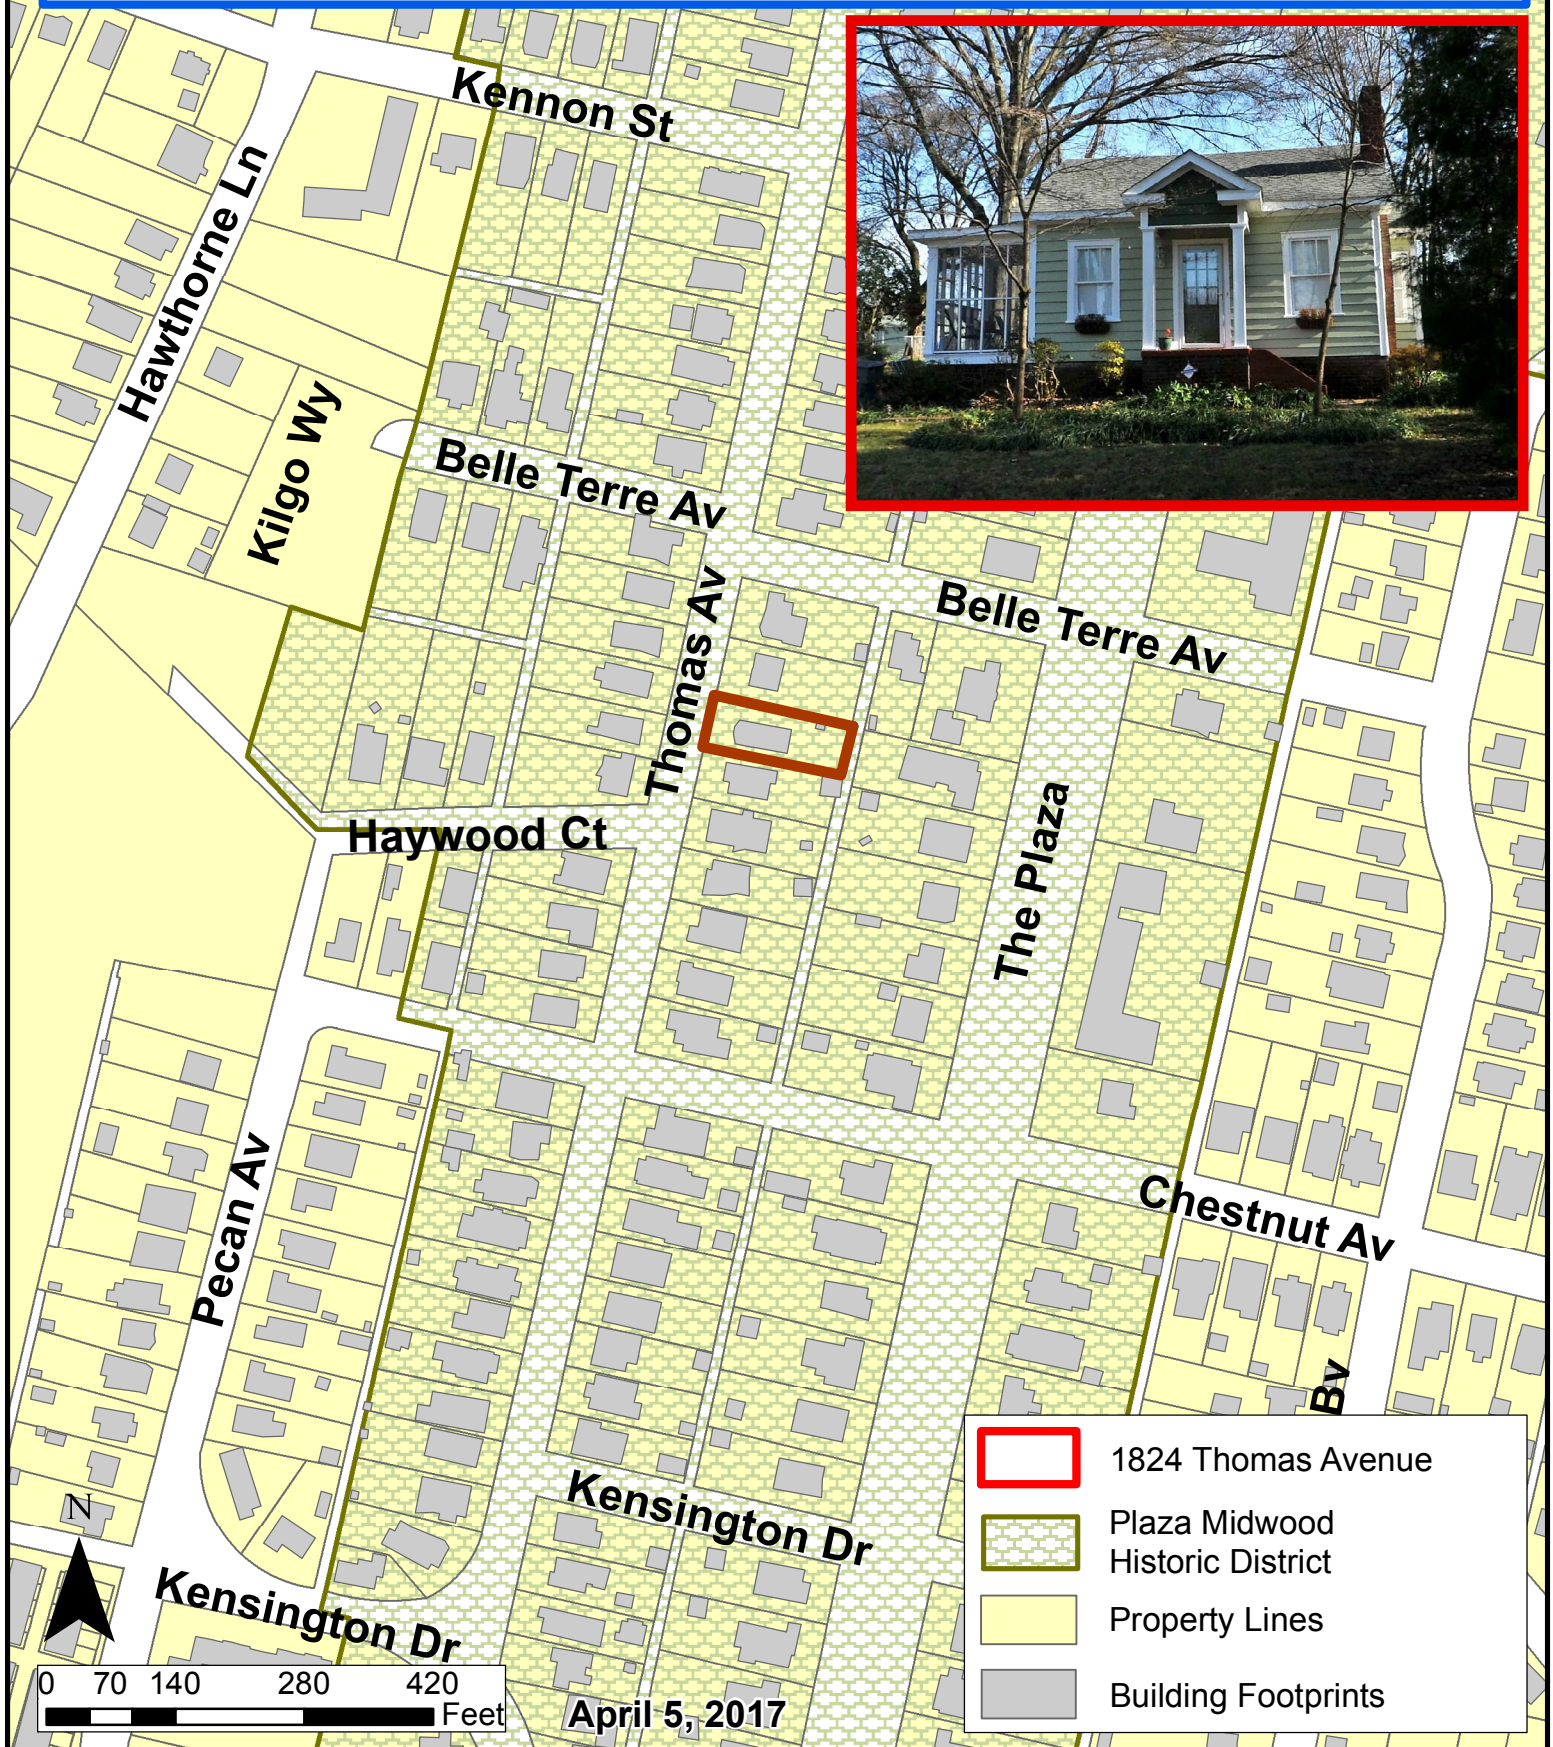 Kennon St
Hawthorne Ln
Kilgo Wy
Belle Terre Av
Thomas Av
Belle Terre Av
Haywood Ct
The Plaza
Pecan Av
Chestnut Av
Bv
Kensington Dr
Kensington Dr
N
0 70 140 280 420
Feet
April 5, 2017
1824 Thomas Avenue
Plaza Midwood
Historic District
Property Lines
Building Footprints